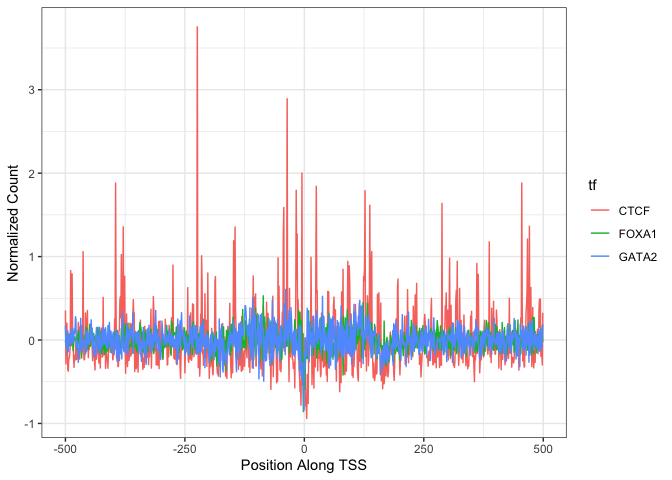 Normalized Count
3
2
1
0
-1
-500
-250
0
250
500
Position Along TSS
tf
CTCF
FOXA1
GATA2